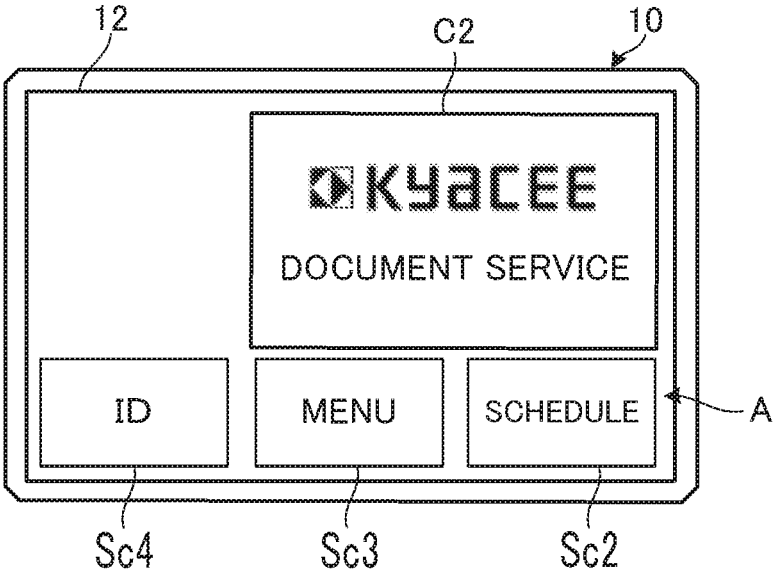 12
C2
10
KYaCEE
DOCUMENT SERVICE
ID
MENU
SCHEDULE
A
Sc4
Sc3
Sc2